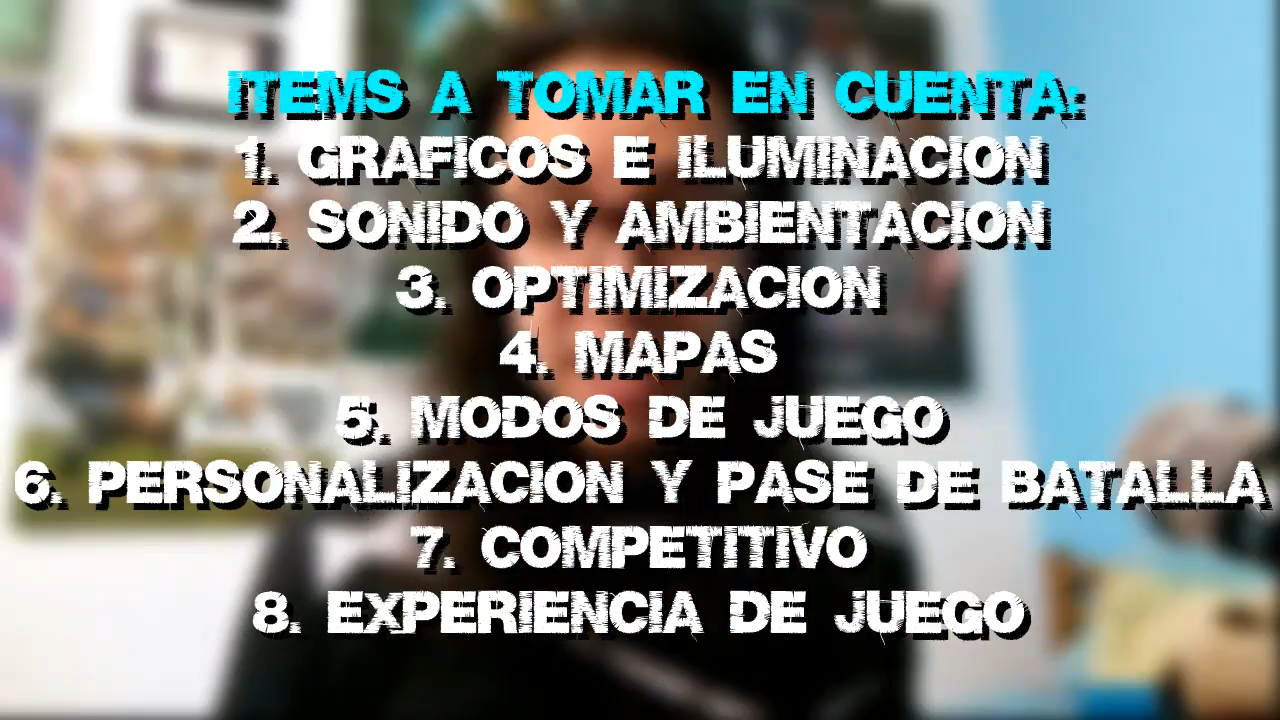 ITEMS A TOMAR EN CUENTA:
1. GRAFICOS E ILUMINACION
2. SONIDO Y AMBIENTACION
3. OPTIMIZACION
4. MAPAS
5. MODOS DE JUEGO
6. PERSONALIZACION Y PASE DE BATALLA
7. COMPETITIVO
8. EXPERIENCIA DE JUEGO